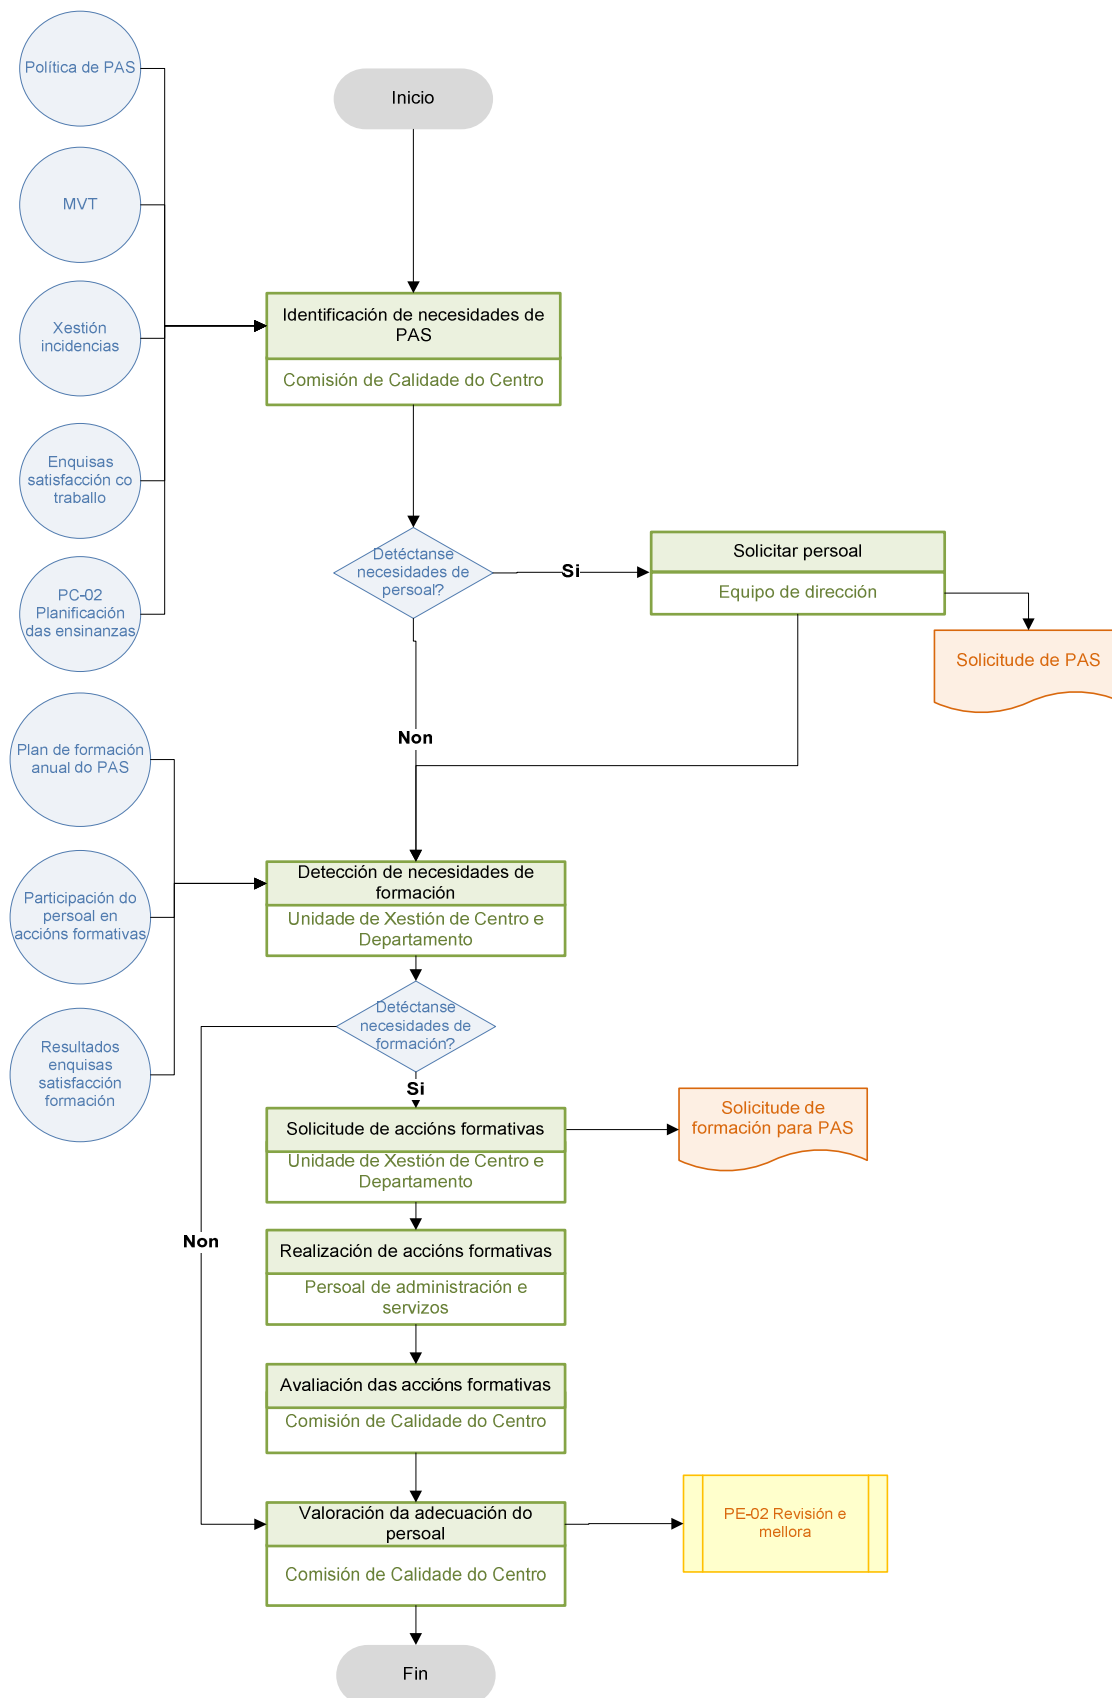 Política de PAS
Inicio
MVT
Xestión
incidencias
Identificación de necesidades de
PAS
Comisión de Calidade do Centro
Enquisas
satisfacción co
traballo
Detéctanse
necesidades de
persoal?
Si
Solicitar persoal
Equipo de dirección
PC-02
Planificación
das ensinanzas
Solicitude de PAS
Non
Plan de formación
anual do PAS
Detección de necesidades de
formación
Unidade de Xestión de Centro e
Departamento
Participación do
persoal en
accións formativas
Detéctanse
necesidades de
formación?
Resultados
enquisas
satisfacción
formación
Si
Solicitude de accións formativas
Unidade de Xestión de Centro e
Departamento
Solicitude de
formación para PAS
Non
Realización de accións formativas
Persoal de administración e
servizos
Avaliación das accións formativas
Comisión de Calidade do Centro
Valoración da adecuación do
persoal
Comisión de Calidade do Centro
PE-02 Revisión e
mellora
Fin